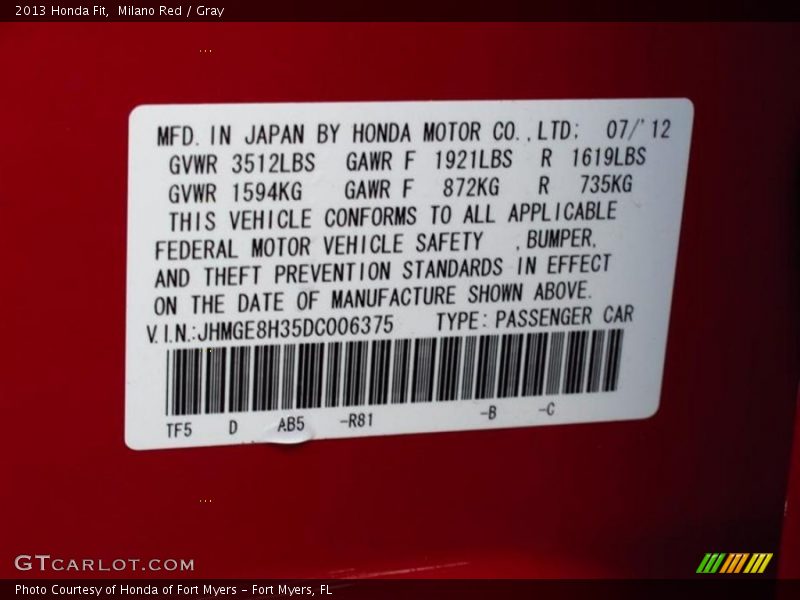 2013 Honda Fit,  Milano Red / Gray
MFD. IN JAPAN BY HONDA MOTOR CO.,LTD: 07/'12
GVWR 3512LBS GAWR F 1921LBS R 1619LBS
GVWR 1594KG GAWR F 872KG R 735KG
THIS VEHICLE CONFORMS TO ALL APPLICABLE
FEDERAL MOTOR VEHICLE SAFETY ,BUMPER,
AND THEFT PREVENTION STANDARDS IN EFFECT
ON THE DATE OF MANUFACTURE SHOWN ABOVE.
V.I.N.:JHMGE8H35DC006375 TYPE:PASSENGER CAR
TF5 D AB5 -R81 -B -C
GTCARLOT.COM
Photo Courtesy of Honda of Fort Myers - Fort Myers, FL